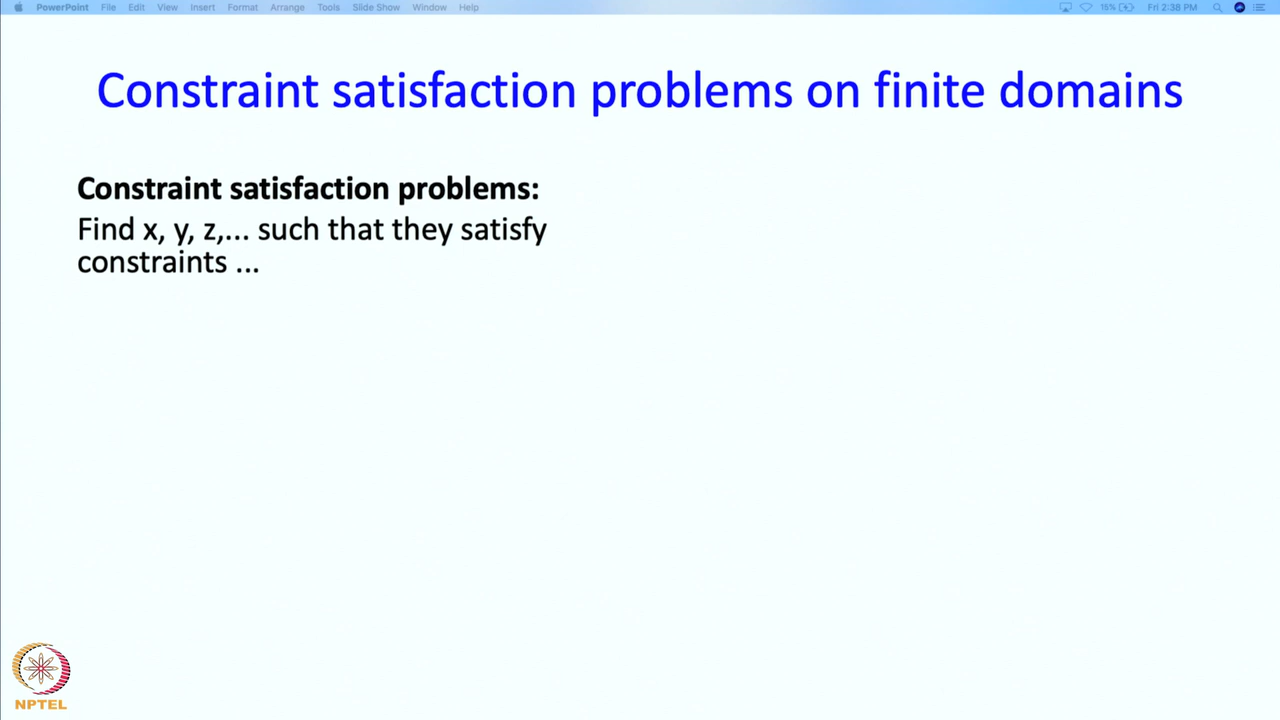 PowerPoint File Edit View Insert Format Arrange Tools Slide Show Window Help 15% Fri 2:38 PM
Constraint satisfaction problems on finite domains
Constraint satisfaction problems:
Find x, y, z,... such that they satisfy
constraints ...
NPTEL